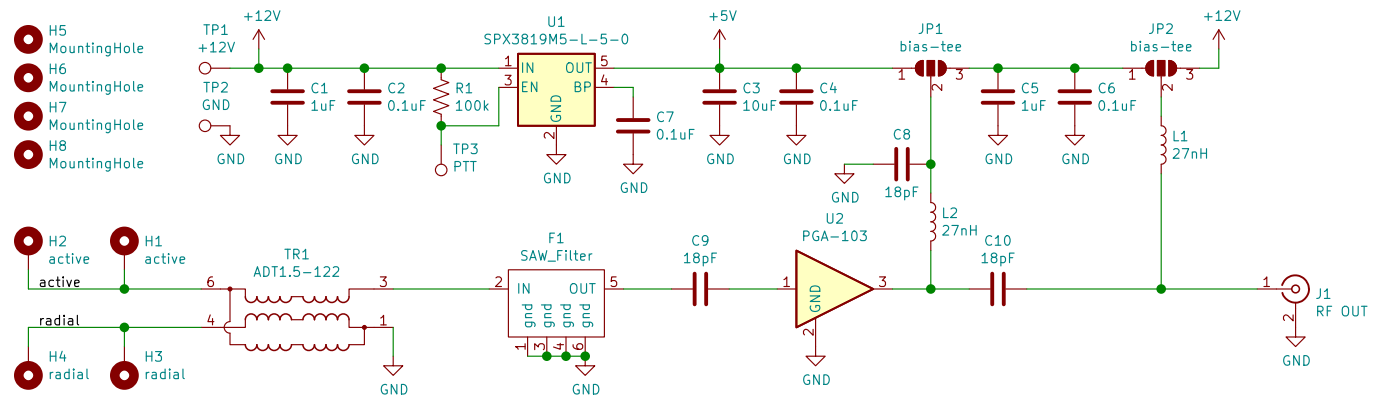 H5
MountingHole
H6
MountingHole
H7
MountingHole
H8
MountingHole
TP1
+12V
+12V
TP2
GND
GND
C1
1uF
GND
C2
0.1uF
GND
R1
100k
TP3
PTT
U1
SPX3819M5-L-5-0
1
IN
OUT
5
3
EN
BP
4
GND
2
GND
C7
0.1uF
GND
+5V
C3
10uF
GND
C4
0.1uF
GND
JP1
bias-tee
1
3
2
C5
1uF
GND
C6
0.1uF
GND
JP2
bias-tee
1
3
2
+12V
L1
27nH
C8
18pF
GND
L2
27nH
H2
active
H1
active
active
radial
H4
radial
H3
radial
TR1
ADT1.5-122
6
3
4
1
GND
F1
SAW_Filter
2
IN
OUT
5
gnd
gnd
gnd
gnd
1
3
4
6
GND
C9
18pF
U2
PGA-103
1
3
GND
2
GND
C10
18pF
1
J1
RF OUT
2
GND